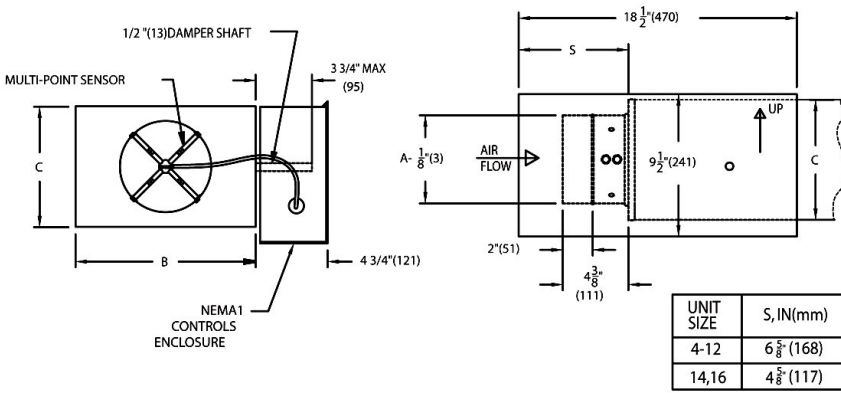 1/2 "(13)DAMPER SHAFT
MULTI-POINT SENSOR
3 3/4" MAX
(95)
C
B
4 3/4"(121)
NEMA1
CONTROLS
ENCLOSURE
18 1/2"(470)
S
A- 1/8"(3)
AIR
FLOW
9 1/2"(241)
UP
C
2"(51)
4 3/8"
(111)
UNIT
SIZE
S, IN(mm)
4-12
6 5/8"(168)
14,16
4 5/8"(117)